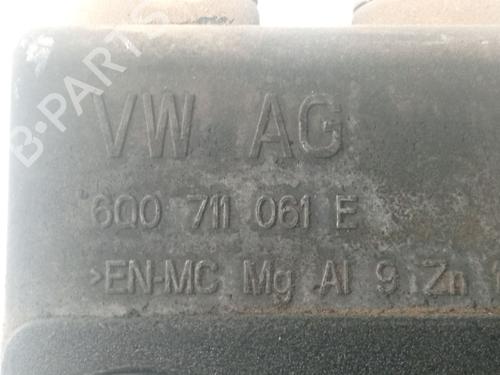 VW AG
6Q0 711 061 E
>EN-MC Mg Al 9 Zn
B-PARTS